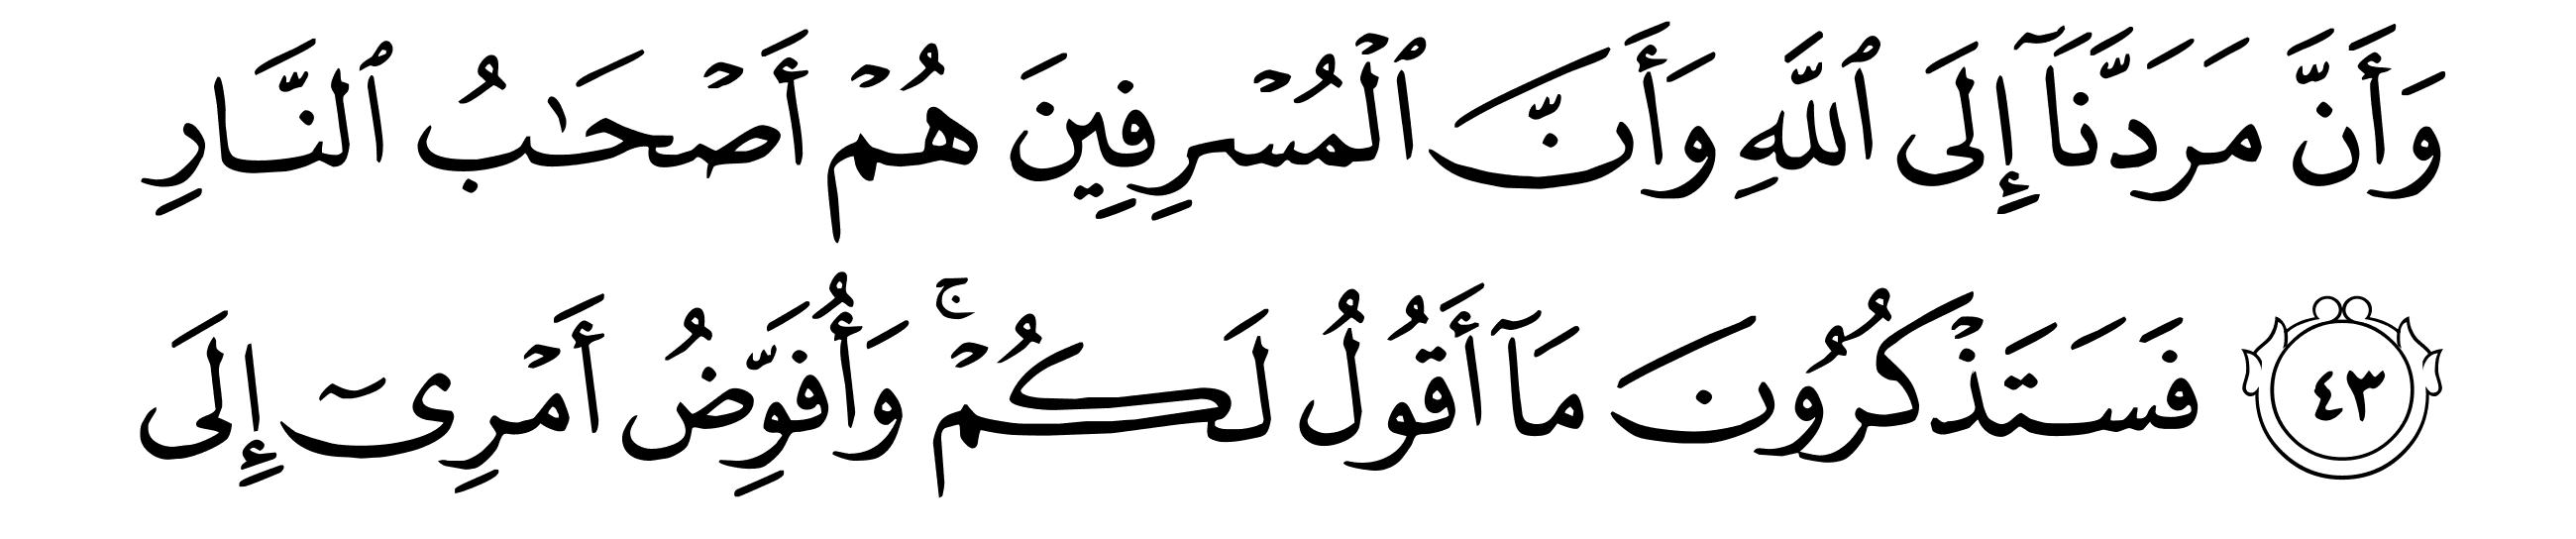 وَأَنَّ مَرَدَّنَآ إِلَى ٱللَّهِ وَأَنَّ ٱلْمُسْرِفِينَ هُمْ أَصْحَٰبُ ٱلنَّارِ
٤٣ فَسَتَذْكُرُونَ مَآ أَقُولُ لَكُمْ ۚ وَأُفَوِّضُ أَمْرِىٓ إِلَى